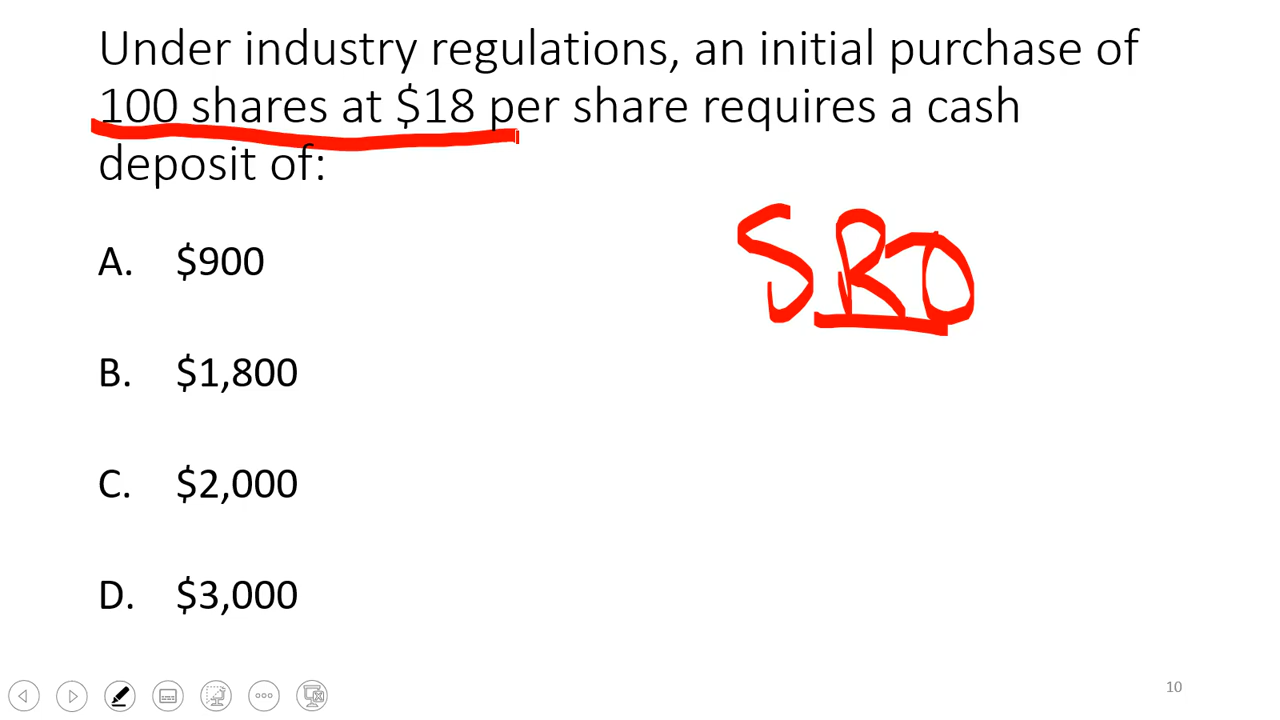 Under industry regulations, an initial purchase of
100 shares at $18 per share requires a cash
deposit of:
SRO
A. $900
B. $1,800
C. $2,000
D. $3,000
10